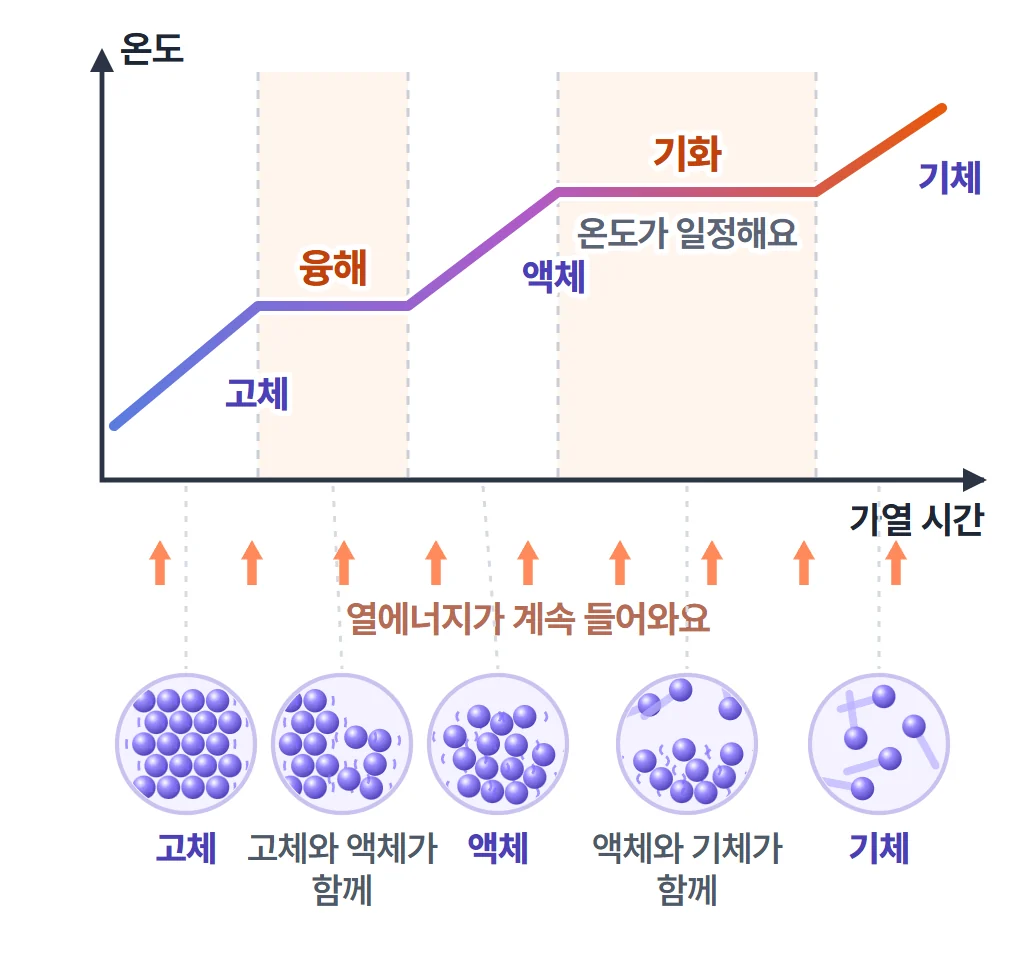 온도
기화
기체
온도가 일정해요
액체
융해
고체
가열 시간
열에너지가 계속 들어와요
고체
고체와 액체가
함께
액체
액체와 기체가
함께
기체